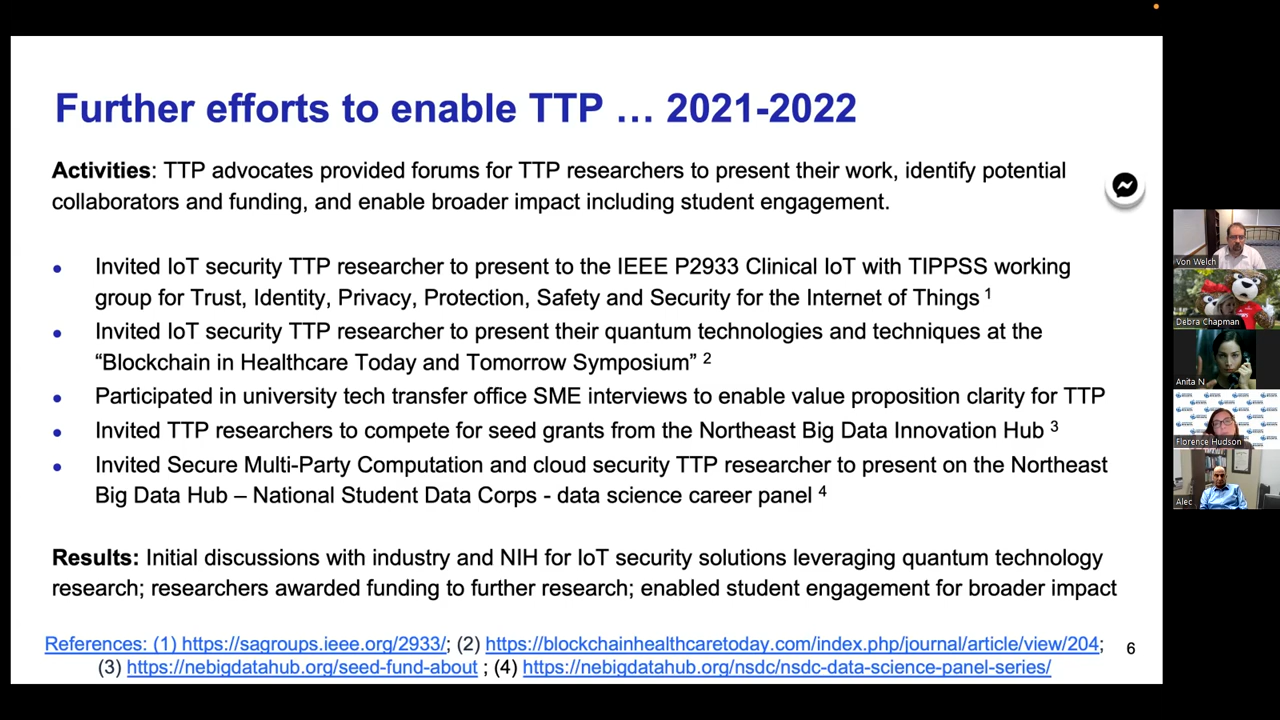 Further efforts to enable TTP … 2021-2022
Activities: TTP advocates provided forums for TTP researchers to present their work, identify potential
collaborators and funding, and enable broader impact including student engagement.
• Invited IoT security TTP researcher to present to the IEEE P2933 Clinical IoT with TIPPSS working
group for Trust, Identity, Privacy, Protection, Safety and Security for the Internet of Things 1
• Invited IoT security TTP researcher to present their quantum technologies and techniques at the
“Blockchain in Healthcare Today and Tomorrow Symposium” 2
• Participated in university tech transfer office SME interviews to enable value proposition clarity for TTP
• Invited TTP researchers to compete for seed grants from the Northeast Big Data Innovation Hub 3
• Invited Secure Multi-Party Computation and cloud security TTP researcher to present on the Northeast
Big Data Hub – National Student Data Corps - data science career panel 4
Results: Initial discussions with industry and NIH for IoT security solutions leveraging quantum technology
research; researchers awarded funding to further research; enabled student engagement for broader impact
References: (1) https://sagroups.ieee.org/2933/; (2) https://blockchainhealthcaretoday.com/index.php/journal/article/view/204;
(3) https://nebigdatahub.org/seed-fund-about ; (4) https://nebigdatahub.org/nsdc/nsdc-data-science-panel-series/
6
Von Welch
Debra Chapman
Anita N.
Florence Hudson
Alec